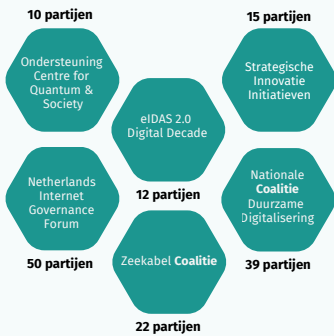 10 partijen
Ondersteuning
Centre for
Quantum &
Society
15 partijen
Strategische
Innovatie
Initiatieven
eIDAS 2.0
Digital Decade
12 partijen
Netherlands
Internet
Governance
Forum
50 partijen
Nationale
Coalitie
Duurzame
Digitalisering
39 partijen
Zeekabel Coalitie
22 partijen